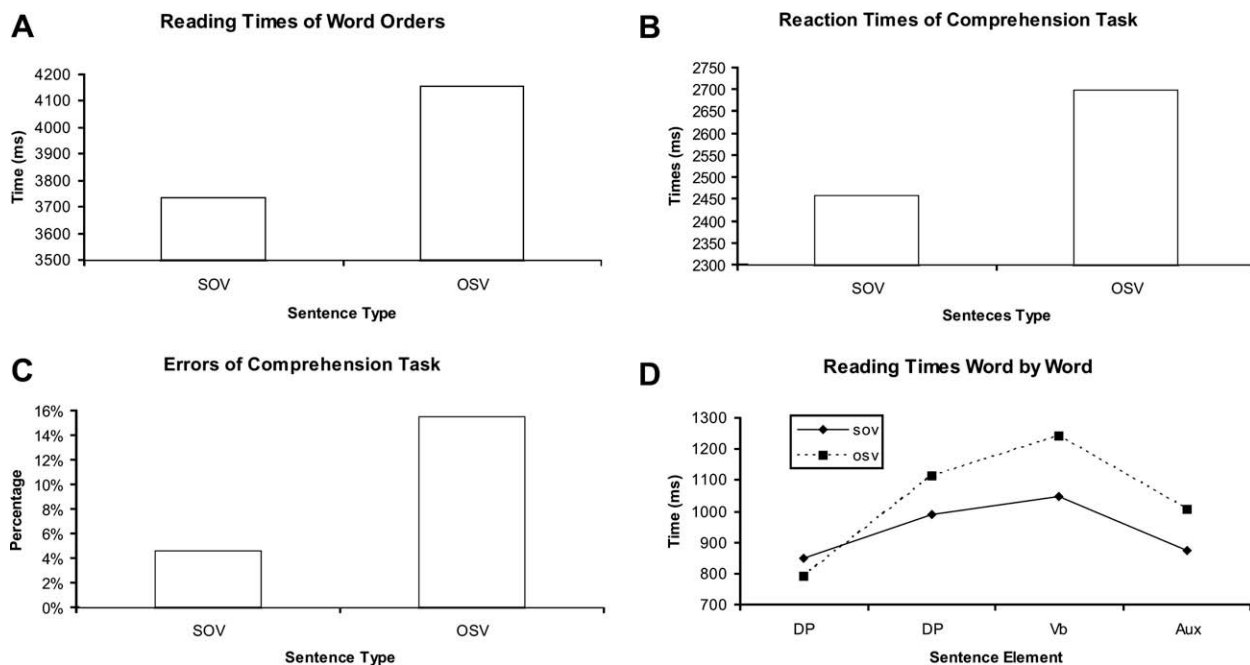 A
Reading Times of Word Orders
4200
4100
4000
3900
3800
3700
3600
3500
Time (ms)
SOV
OSV
Sentence Type
B
Reaction Times of Comprehension Task
2750
2700
2650
2600
2550
2500
2450
2400
2350
2300
Times (ms)
SOV
OSV
Senteces Type
C
Errors of Comprehension Task
16%
14%
12%
10%
8%
6%
4%
2%
0%
Percentage
SOV
OSV
Sentence Type
D
Reading Times Word by Word
1300
1200
1100
1000
900
800
700
Time (ms)
SOV
OSV
DP
DP
Vb
Aux
Sentence Element